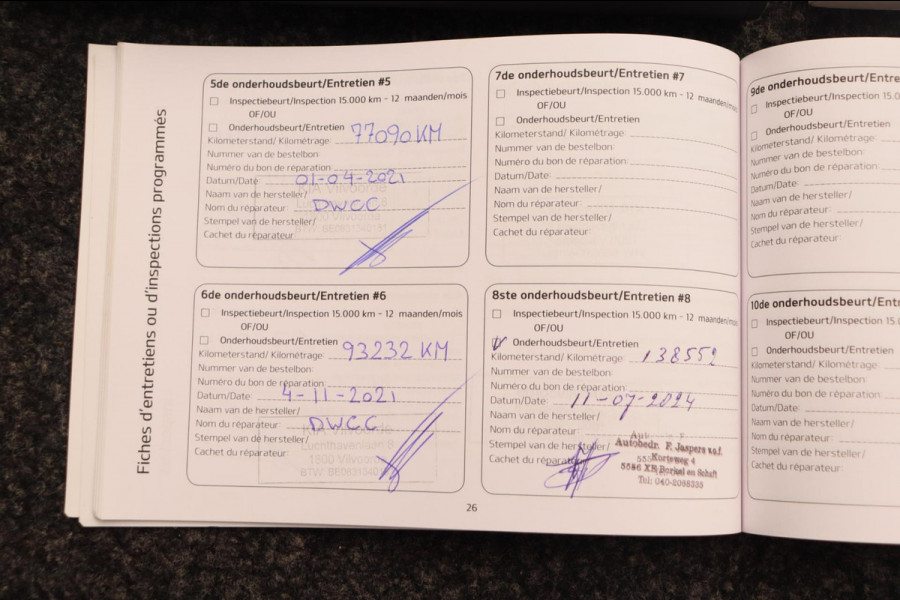 Fiches d'entretiens ou d'inspections programmés
5de onderhoudsbeurt/Entretien #5
Inspectiebeurt/Inspection 15.000 km - 12 maanden/mois
OF/OU
Onderhoudsbeurt/Entretien
Kilometerstand/ Kilométrage: 77090 KM
Nummer van de bestelbon:
Numéro du bon de réparation:
Datum/Date: 01-04-2021
Naam van de hersteller/
Nom du réparateur: DWCC
Stempel van de hersteller/
Cachet du réparateur:
6de onderhoudsbeurt/Entretien #6
Inspectiebeurt/Inspection 15.000 km - 12 maanden/mois
OF/OU
Onderhoudsbeurt/Entretien
Kilometerstand/ Kilométrage: 93232 KM
Nummer van de bestelbon:
Numéro du bon de réparation:
Datum/Date: 4-11-2021
Naam van de hersteller/
Nom du réparateur: DWCC
Stempel van de hersteller/
Cachet du réparateur:
Luchthavenlaan
1800 Vilvoorde
7de onderhoudsbeurt/Entretien #7
Inspectiebeurt/Inspection 15.000 km - 12 maanden/mois
OF/OU
Onderhoudsbeurt/Entretien
Kilometerstand/ Kilométrage:
Nummer van de bestelbon:
Numéro du bon de réparation:
Datum/Date:
Naam van de hersteller/
Nom du réparateur:
Stempel van de hersteller/
Cachet du réparateur:
8ste onderhoudsbeurt/Entretien #8
Inspectiebeurt/Inspection 15.000 km - 12 maanden/mois
OF/OU
Onderhoudsbeurt/Entretien
Kilometerstand/ Kilométrage:
Nummer van de bestelbon:
Numéro du bon de réparation:
Datum/Date: 11-07-2024
Naam van de hersteller/
Nom du réparateur:
Stempel van de hersteller/
Cachet du réparateur:
Autobedr. F. Jaspers v.o.f.
Korteweg 4
5556 XE Borkel en Schaft
26
9de onderhoudsbeurt/Entre
Inspectiebeurt/Inspection 15.0
OF/OU
Onderhoudsbeurt/Entretien
Kilometerstand/ Kilométrage:
Nummer van de bestelbon:
Numéro du bon de réparation:
Datum/Date:
Naam van de hersteller/
Nom du réparateur:
Stempel van de hersteller/
Cachet du réparateur:
10de onderhoudsbeurt/Ent
Inspectiebeurt/Inspection 15.
OF/OU
Onderhoudsbeurt/Entretien
Kilometerstand/ Kilométrage:
Nummer van de bestelbon:
Numéro du bon de réparation:
Datum/Date:
Naam van de hersteller/
Nom du réparateur:
Stempel van de hersteller/
Cachet du réparateur: